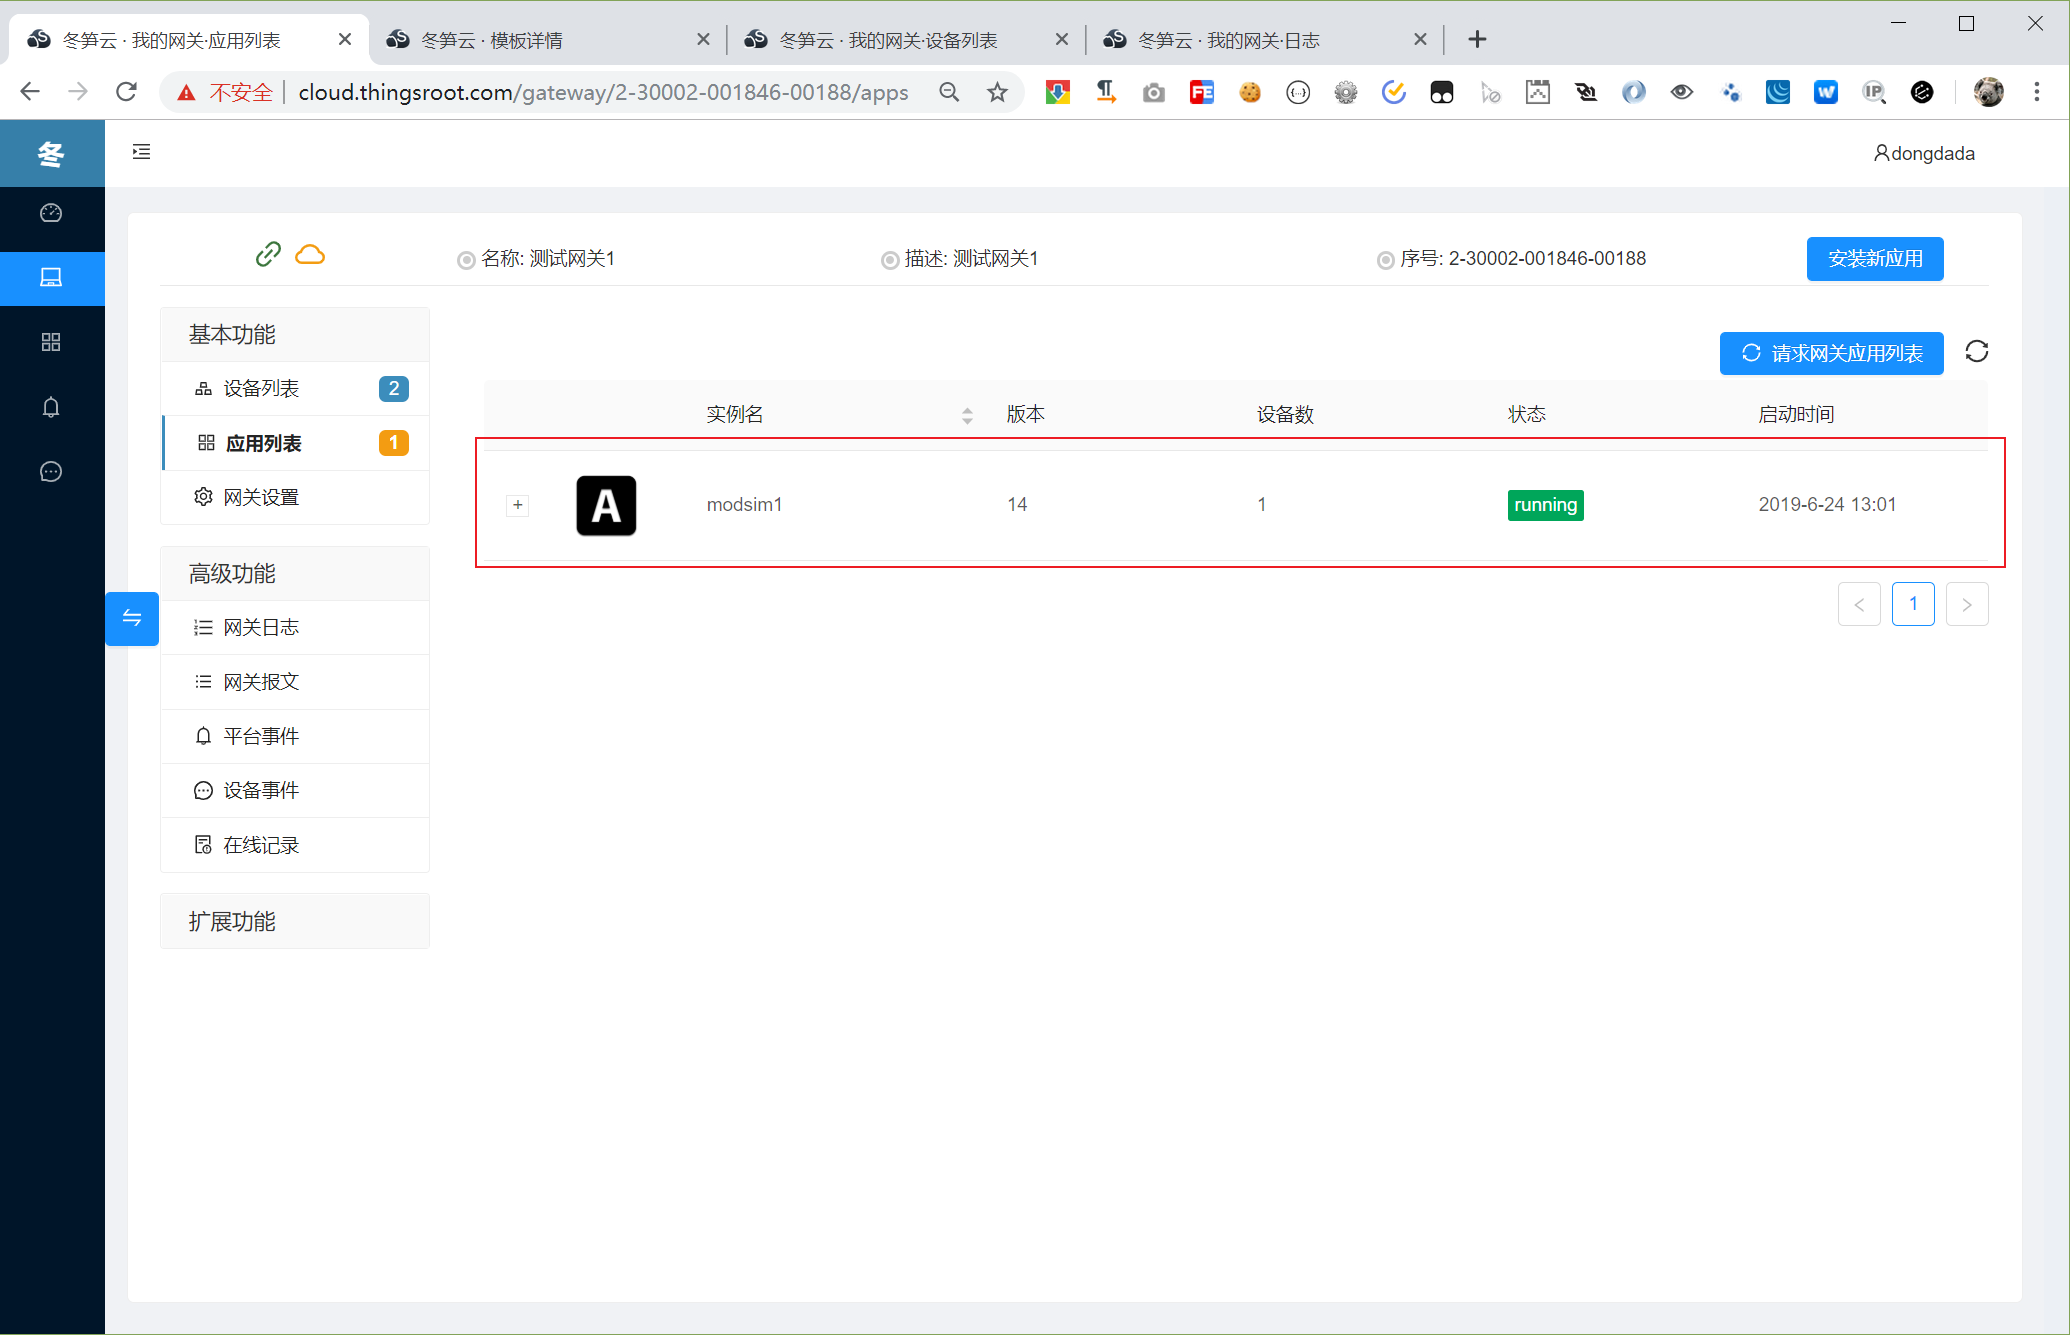 冬笋云 · 我的网关·应用列表
冬笋云 · 模板详情
冬笋云 · 我的网关·设备列表
冬笋云 · 我的网关·日志
不安全
cloud.thingsroot.com/gateway/2-30002-001846-00188/apps
冬
dongdada
名称: 测试网关1
描述: 测试网关1
序号: 2-30002-001846-00188
安装新应用
基本功能
设备列表 2
应用列表 1
网关设置
高级功能
网关日志
网关报文
平台事件
设备事件
在线记录
扩展功能
请求网关应用列表
实例名 版本 设备数 状态 启动时间
+ A modsim1 14 1 running 2019-6-24 13:01
< 1 >